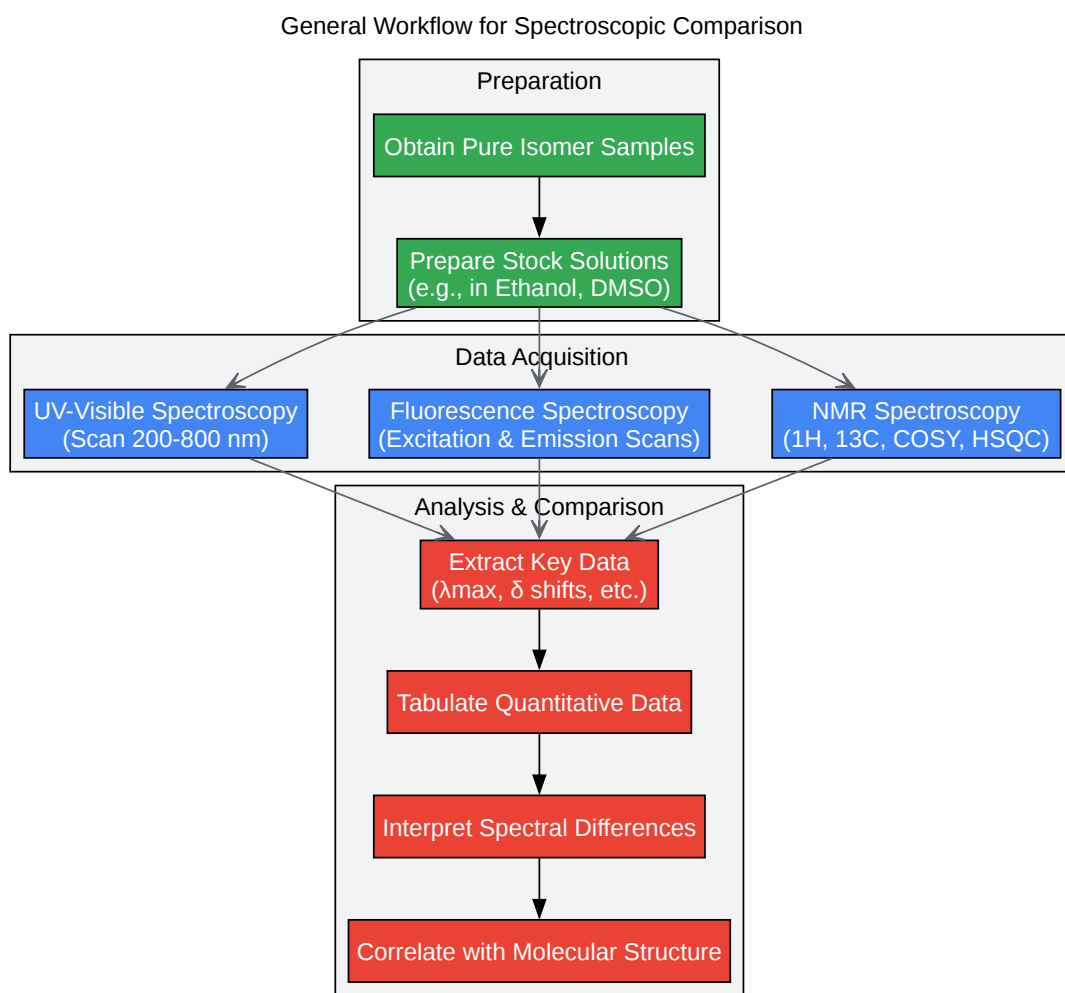 General Workflow for Spectroscopic Comparison
Preparation
Obtain Pure Isomer Samples
Prepare Stock Solutions
(e.g., in Ethanol, DMSO)
Data Acquisition
UV-Visible Spectroscopy
(Scan 200-800 nm)
Fluorescence Spectroscopy
(Excitation & Emission Scans)
NMR Spectroscopy
(1H, 13C, COSY, HSQC)
Analysis & Comparison
Extract Key Data
(λmax, δ shifts, etc.)
Tabulate Quantitative Data
Interpret Spectral Differences
Correlate with Molecular Structure